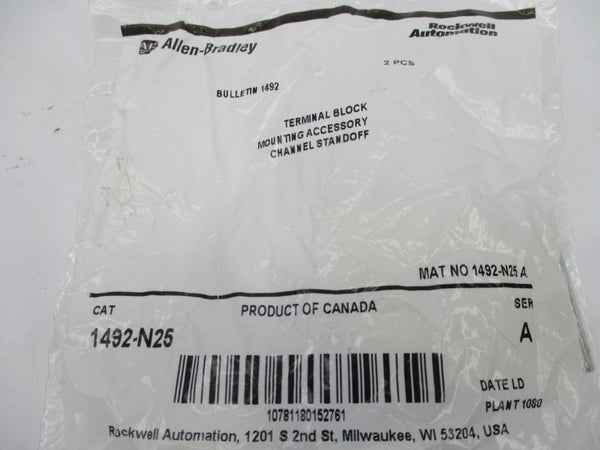 Allen-Bradley
Rockwell
Automation
2 PCS
BULLETIN 1492
TERMINAL BLOCK
MOUNTING ACCESSORY
CHANNEL STANDOFF
MAT NO 1492-N25 A
CAT
PRODUCT OF CANADA
SER
1492-N25
A
10781180152761
DATE LD
PLANT 1080
Rockwell Automation, 1201 S 2nd St, Milwaukee, WI 53204, USA